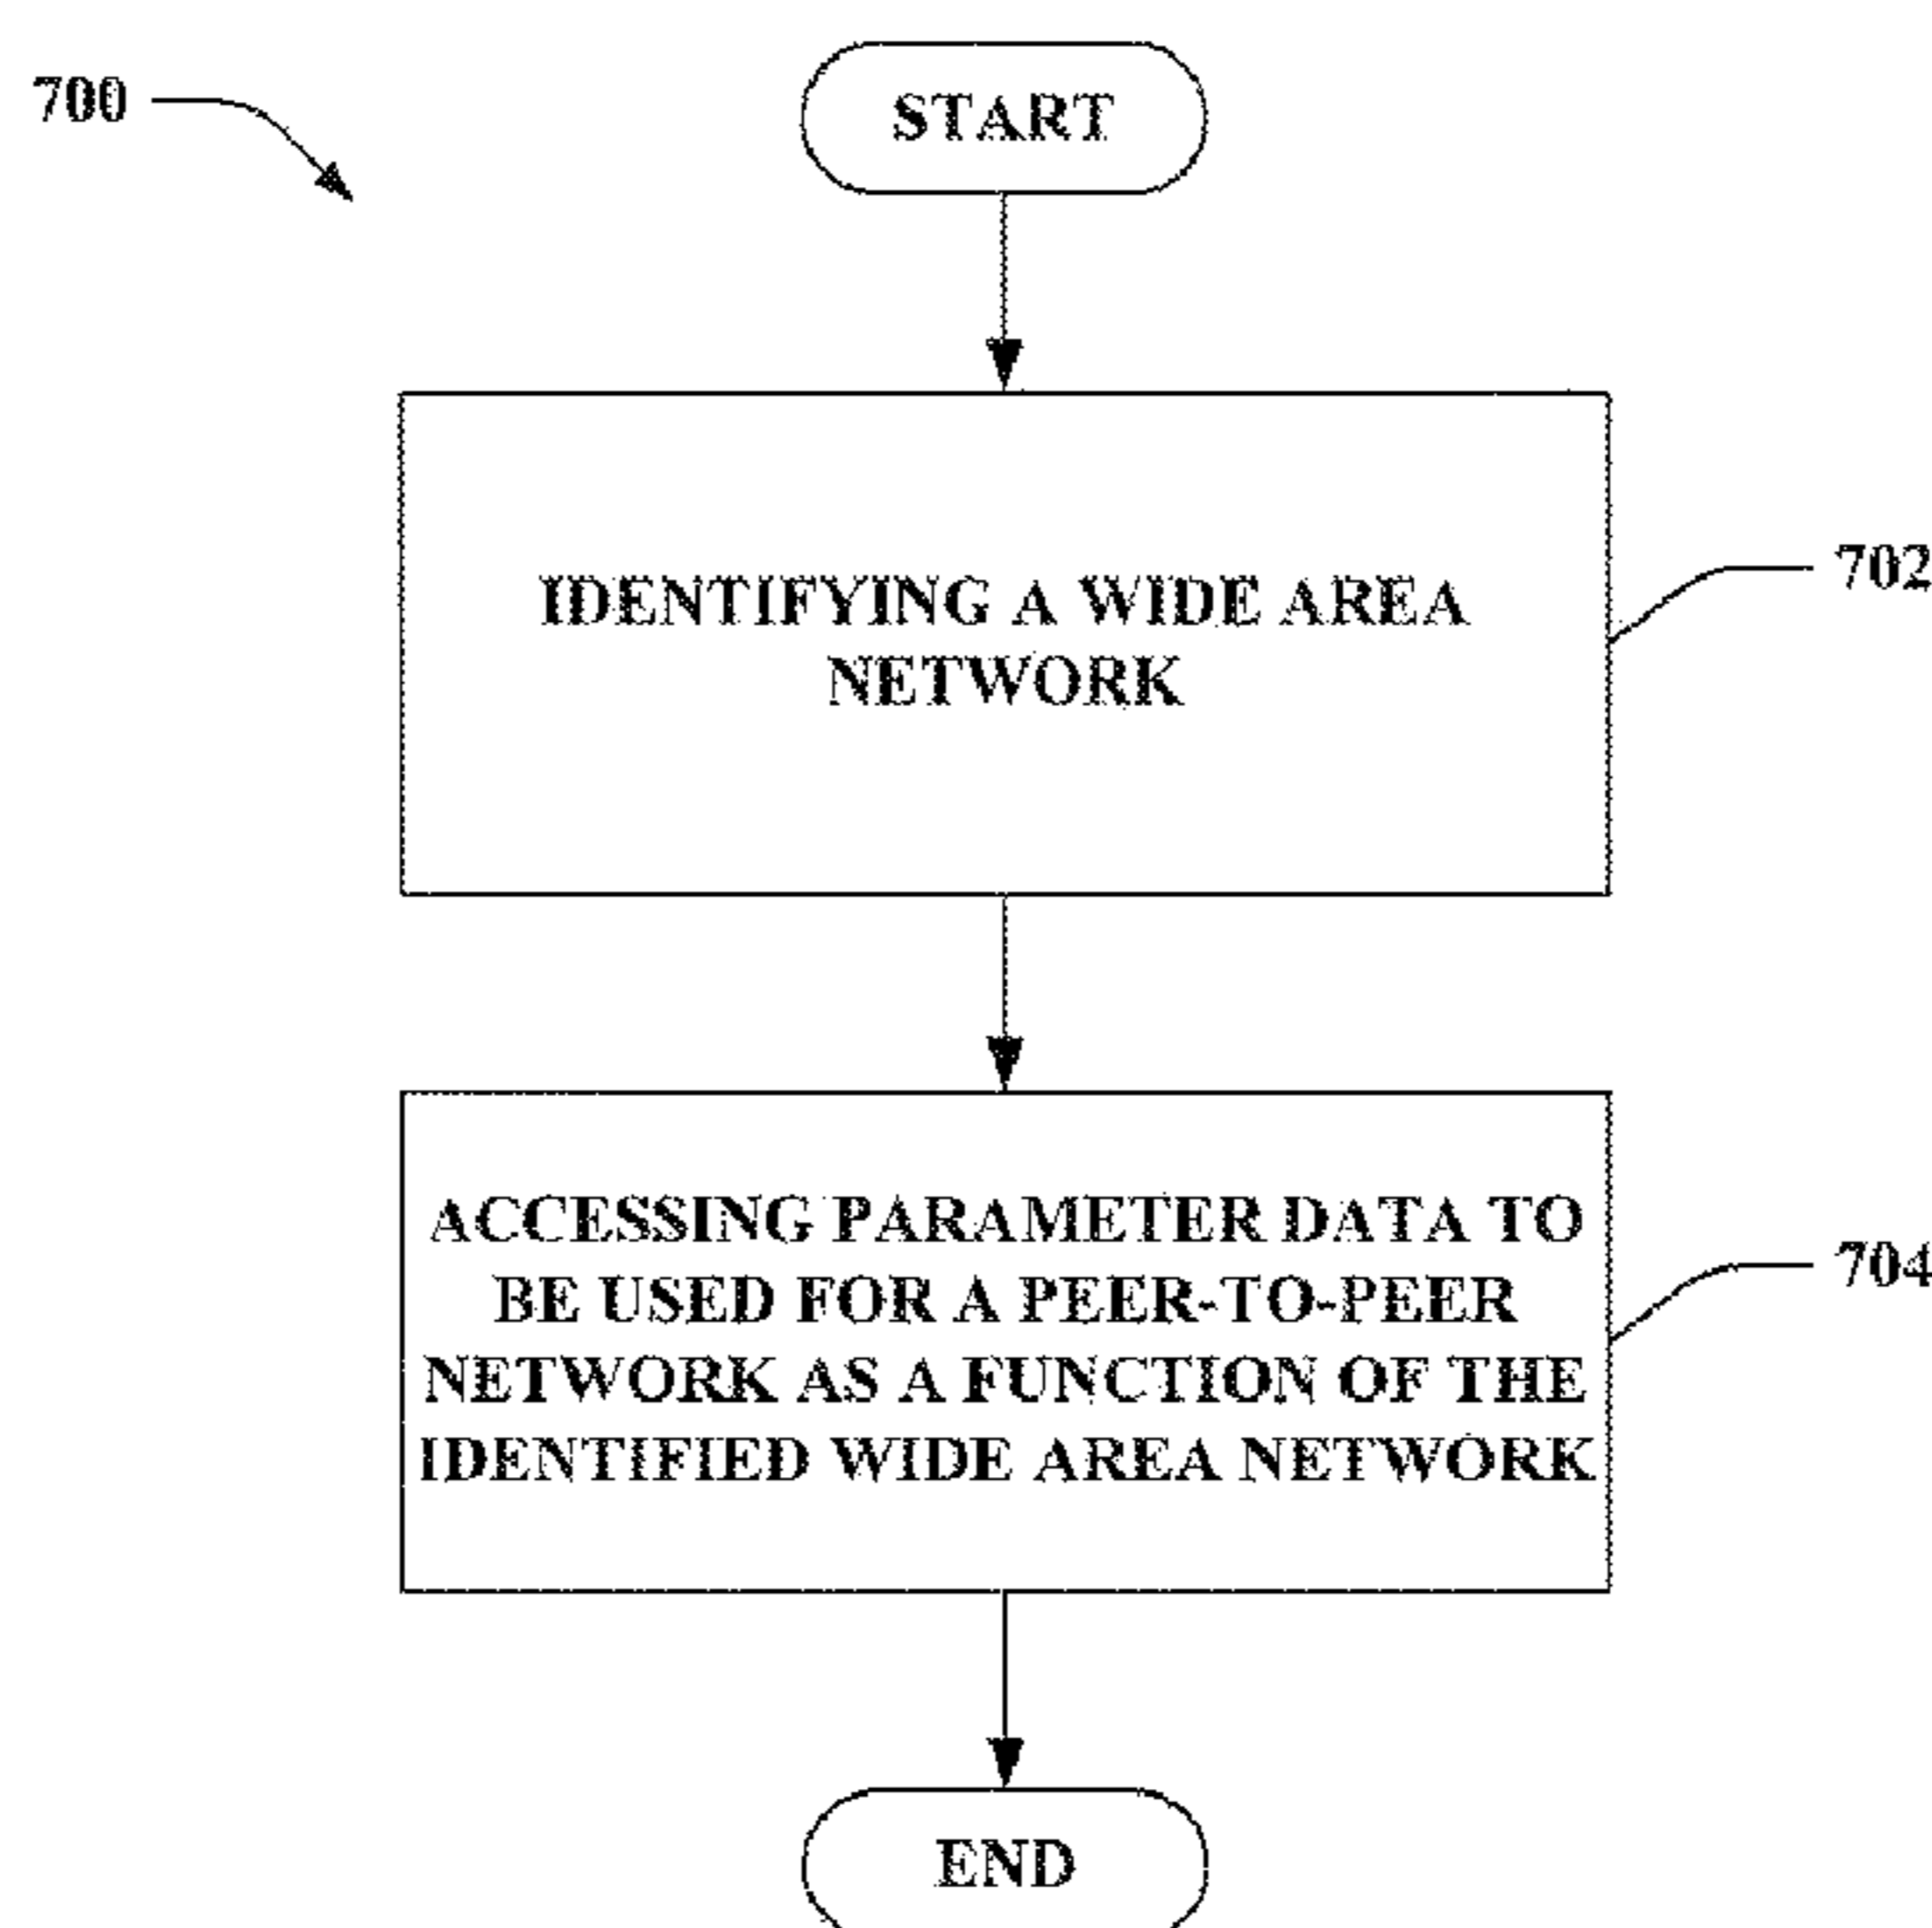 700
START
IDENTIFYING A WIDE AREA
NETWORK
702
ACCESSING PARAMETER DATA TO
BE USED FOR A PEER-TO-PEER
NETWORK AS A FUNCTION OF THE
IDENTIFIED WIDE AREA NETWORK
704
END